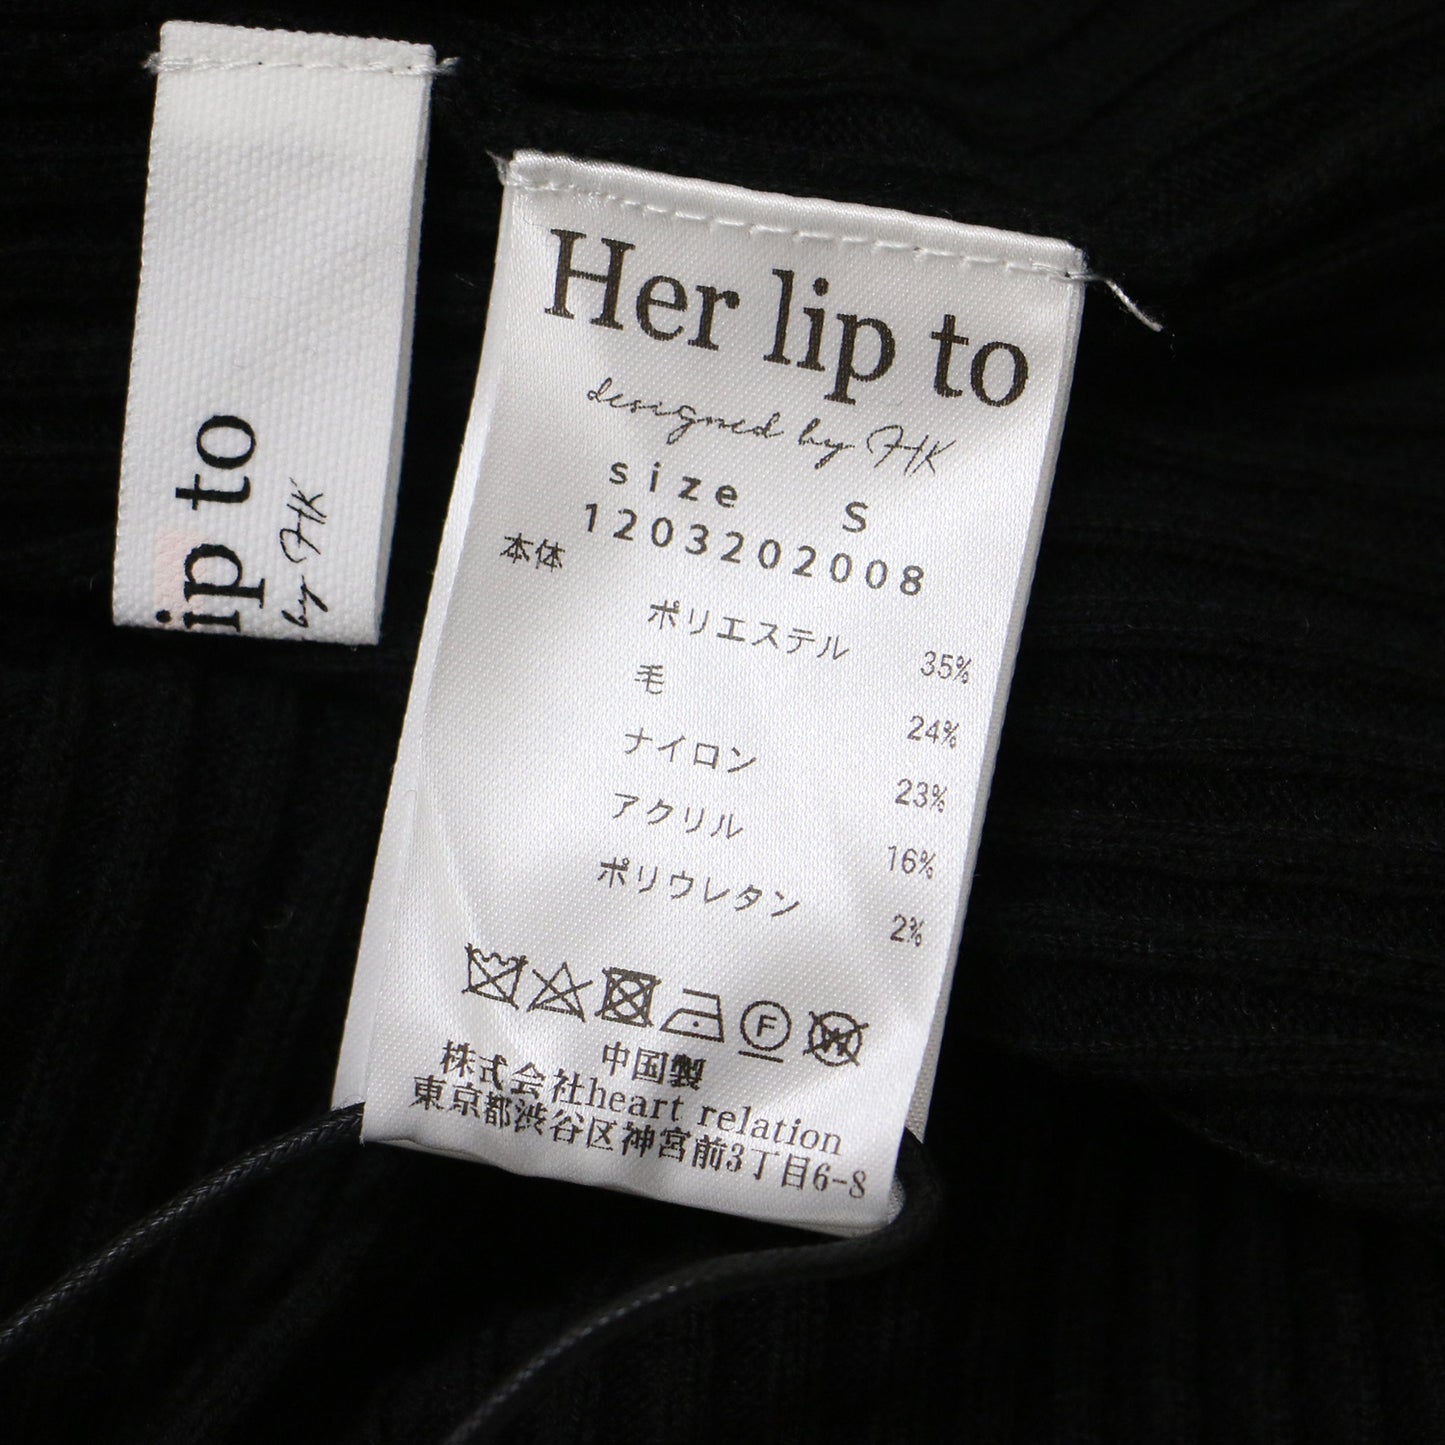 ip to
by HK
Her lip to
designed by HK
size S
1203202008
本体
ポリエステル 35%
毛 24%
ナイロン 23%
アクリル 16%
ポリウレタン 2%
F W
中国製
株式会社heart relation
東京都渋谷区神宮前3丁目6-8